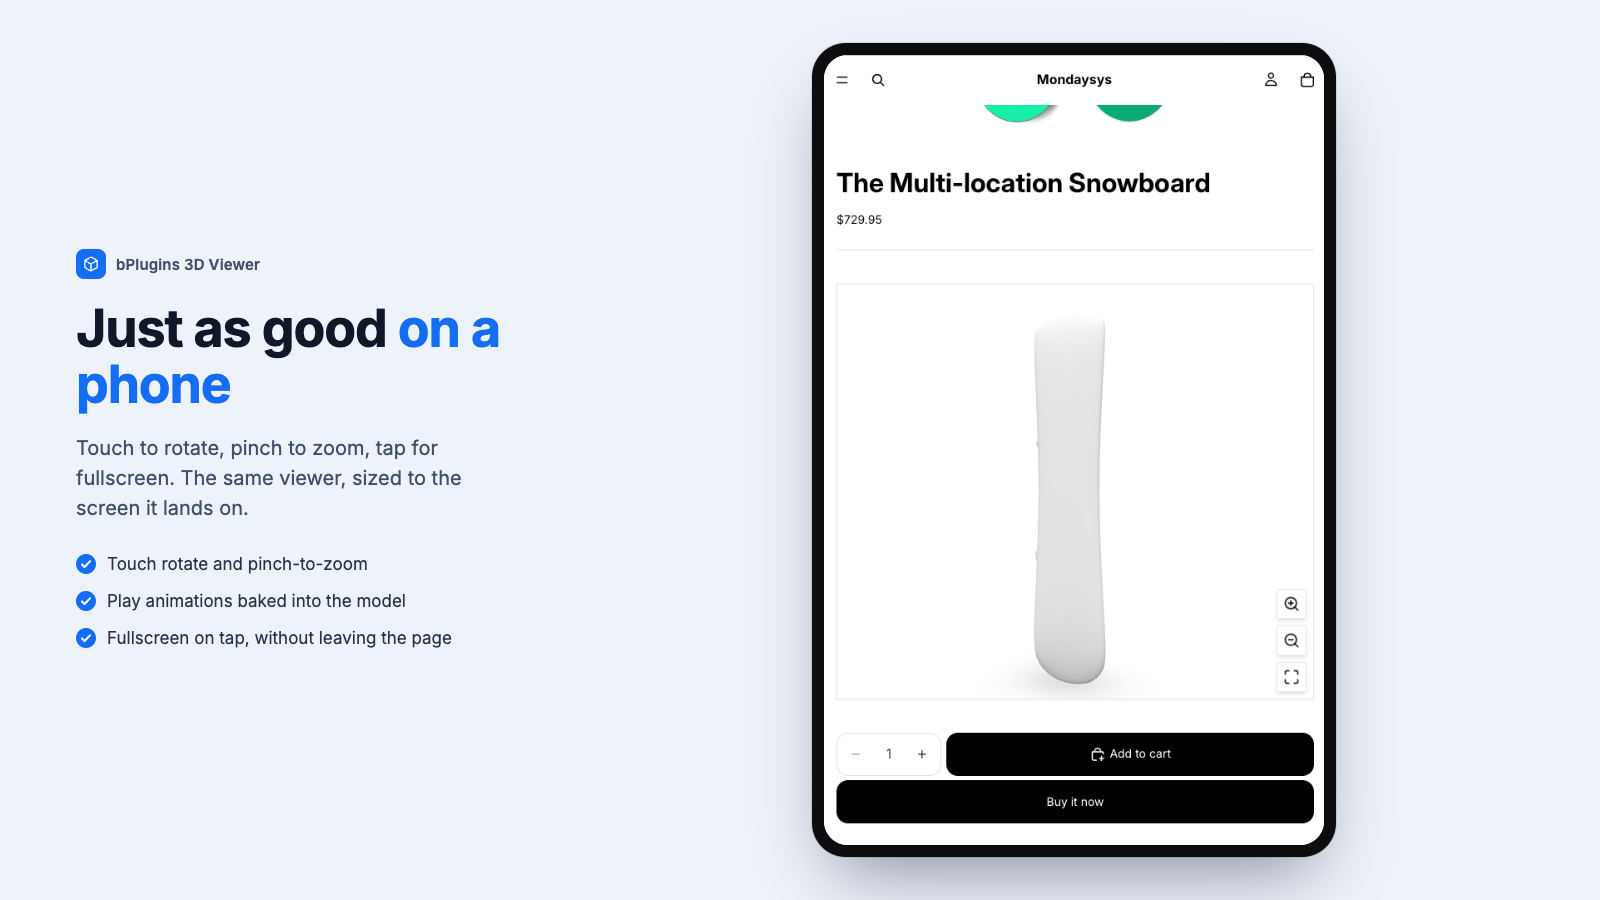 bPlugins 3D Viewer
Just as good on a
phone
Touch to rotate, pinch to zoom, tap for
fullscreen. The same viewer, sized to the
screen it lands on.
Touch rotate and pinch-to-zoom
Play animations baked into the model
Fullscreen on tap, without leaving the page
Mondaysys
The Multi-location Snowboard
$729.95
1
Add to cart
Buy it now